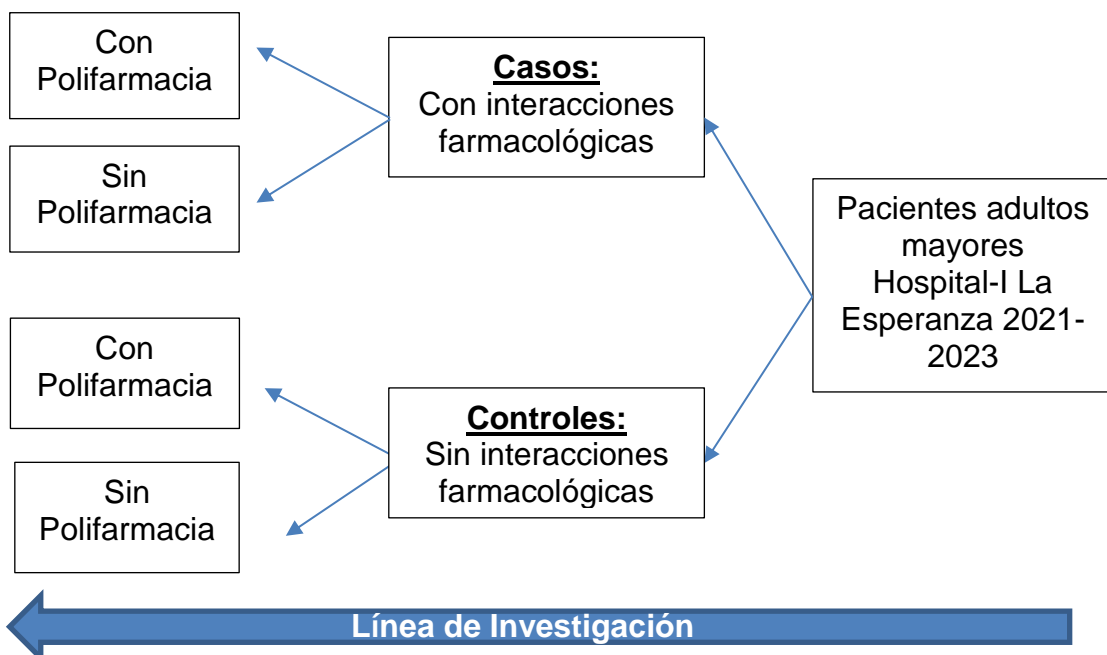 Con
Polifarmacia
Sin
Polifarmacia
Casos:
Con interacciones
farmacológicas
Pacientes adultos
mayores
Hospital-I La
Esperanza 2021-
2023
Con
Polifarmacia
Sin
Polifarmacia
Controles:
Sin interacciones
farmacológicas
Línea de Investigación